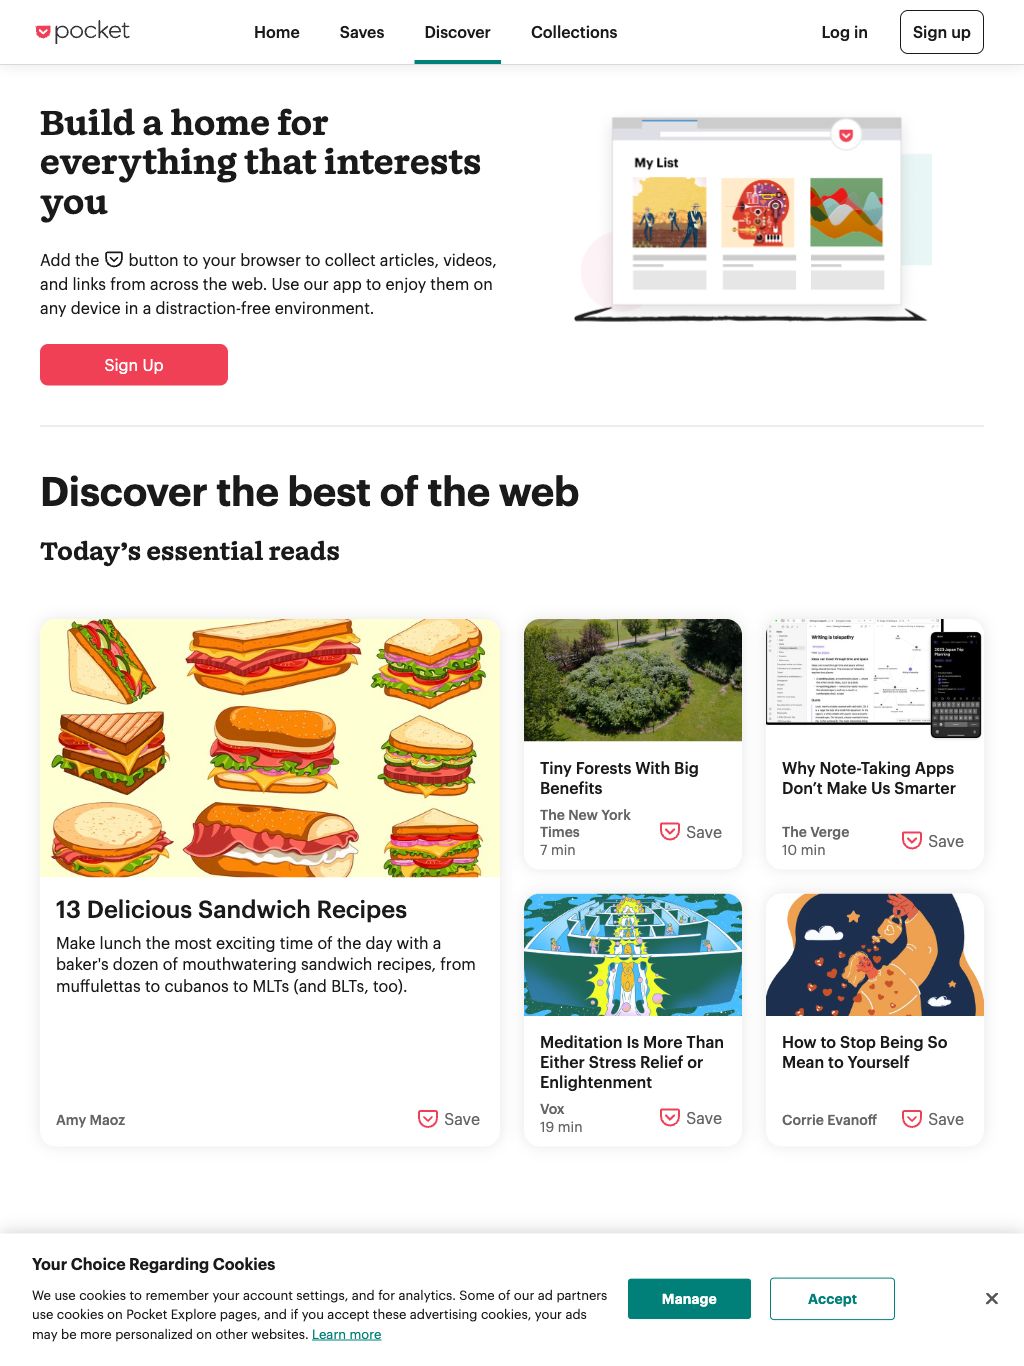 pocket
Home
Saves
Discover
Collections
Log in
Sign up
Build a home for
everything that interests
you
Add the button to your browser to collect articles, videos,
and links from across the web. Use our app to enjoy them on
any device in a distraction-free environment.
Sign Up
My List
Discover the best of the web
Today's essential reads
13 Delicious Sandwich Recipes
Make lunch the most exciting time of the day with a
baker's dozen of mouthwatering sandwich recipes, from
muffulettas to cubanos to MLTs (and BLTs, too).
Amy Maoz
Save
Tiny Forests With Big
Benefits
The New York
Times
7 min
Save
Writing is telepathy
2023 Japan Trip
Planning
Why Note-Taking Apps
Don't Make Us Smarter
The Verge
10 min
Save
Meditation Is More Than
Either Stress Relief or
Enlightenment
Vox
19 min
Save
How to Stop Being So
Mean to Yourself
Corrie Evanoff
Save
Your Choice Regarding Cookies
We use cookies to remember your account settings, and for analytics. Some of our ad partners
use cookies on Pocket Explore pages, and if you accept these advertising cookies, your ads
may be more personalized on other websites. Learn more
Manage
Accept